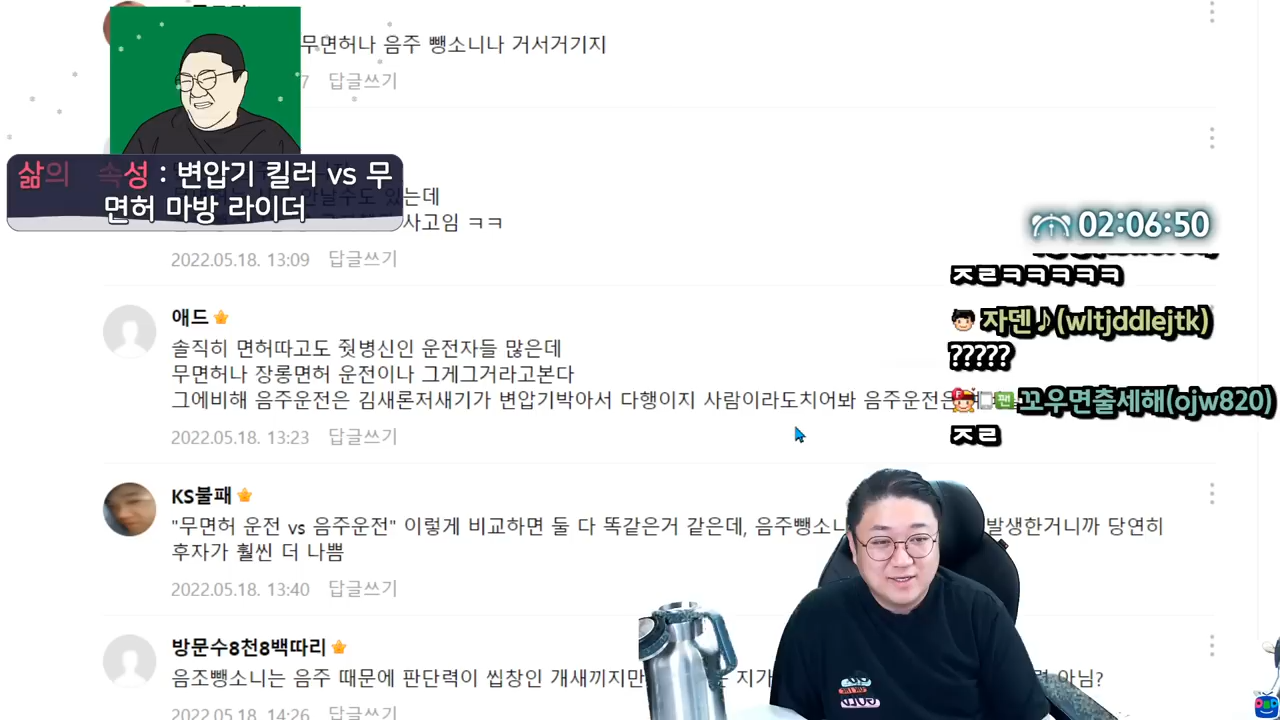 무면허나 음주 뺑소니나 거서거기지
7 답글쓰기
삶의 속성 : 변압기 킬러 vs 무
면허 마방 라이더
있는데
사고임 ㅋㅋ
2022.05.18. 13:09 답글쓰기
02:06:50
ㅈㄹㅋㅋㅋㅋㅋ
자덴♪(wltjddlejtk)
?????
꼬우면출세해(ojw820)
ㅈㄹ
애드
솔직히 면허따고도 줫병신인 운전자들 많은데
무면허나 장롱면허 운전이나 그게그거라고본다
그에비해 음주운전은 김새론저새기가 변압기박아서 다행이지 사람이라도치어봐 음주운전은
2022.05.18. 13:23 답글쓰기
KS불패
"무면허 운전 vs 음주운전" 이렇게 비교하면 둘 다 똑같은거 같은데, 음주뺑소니 발생한거니까 당연히
후자가 훨씬 더 나쁨
2022.05.18. 13:40 답글쓰기
방문수8천8백따리
음조뺑소니는 음주 때문에 판단력이 씹창인 개새끼지만 지가 아님?
2022.05.18. 14:26 답글쓰기